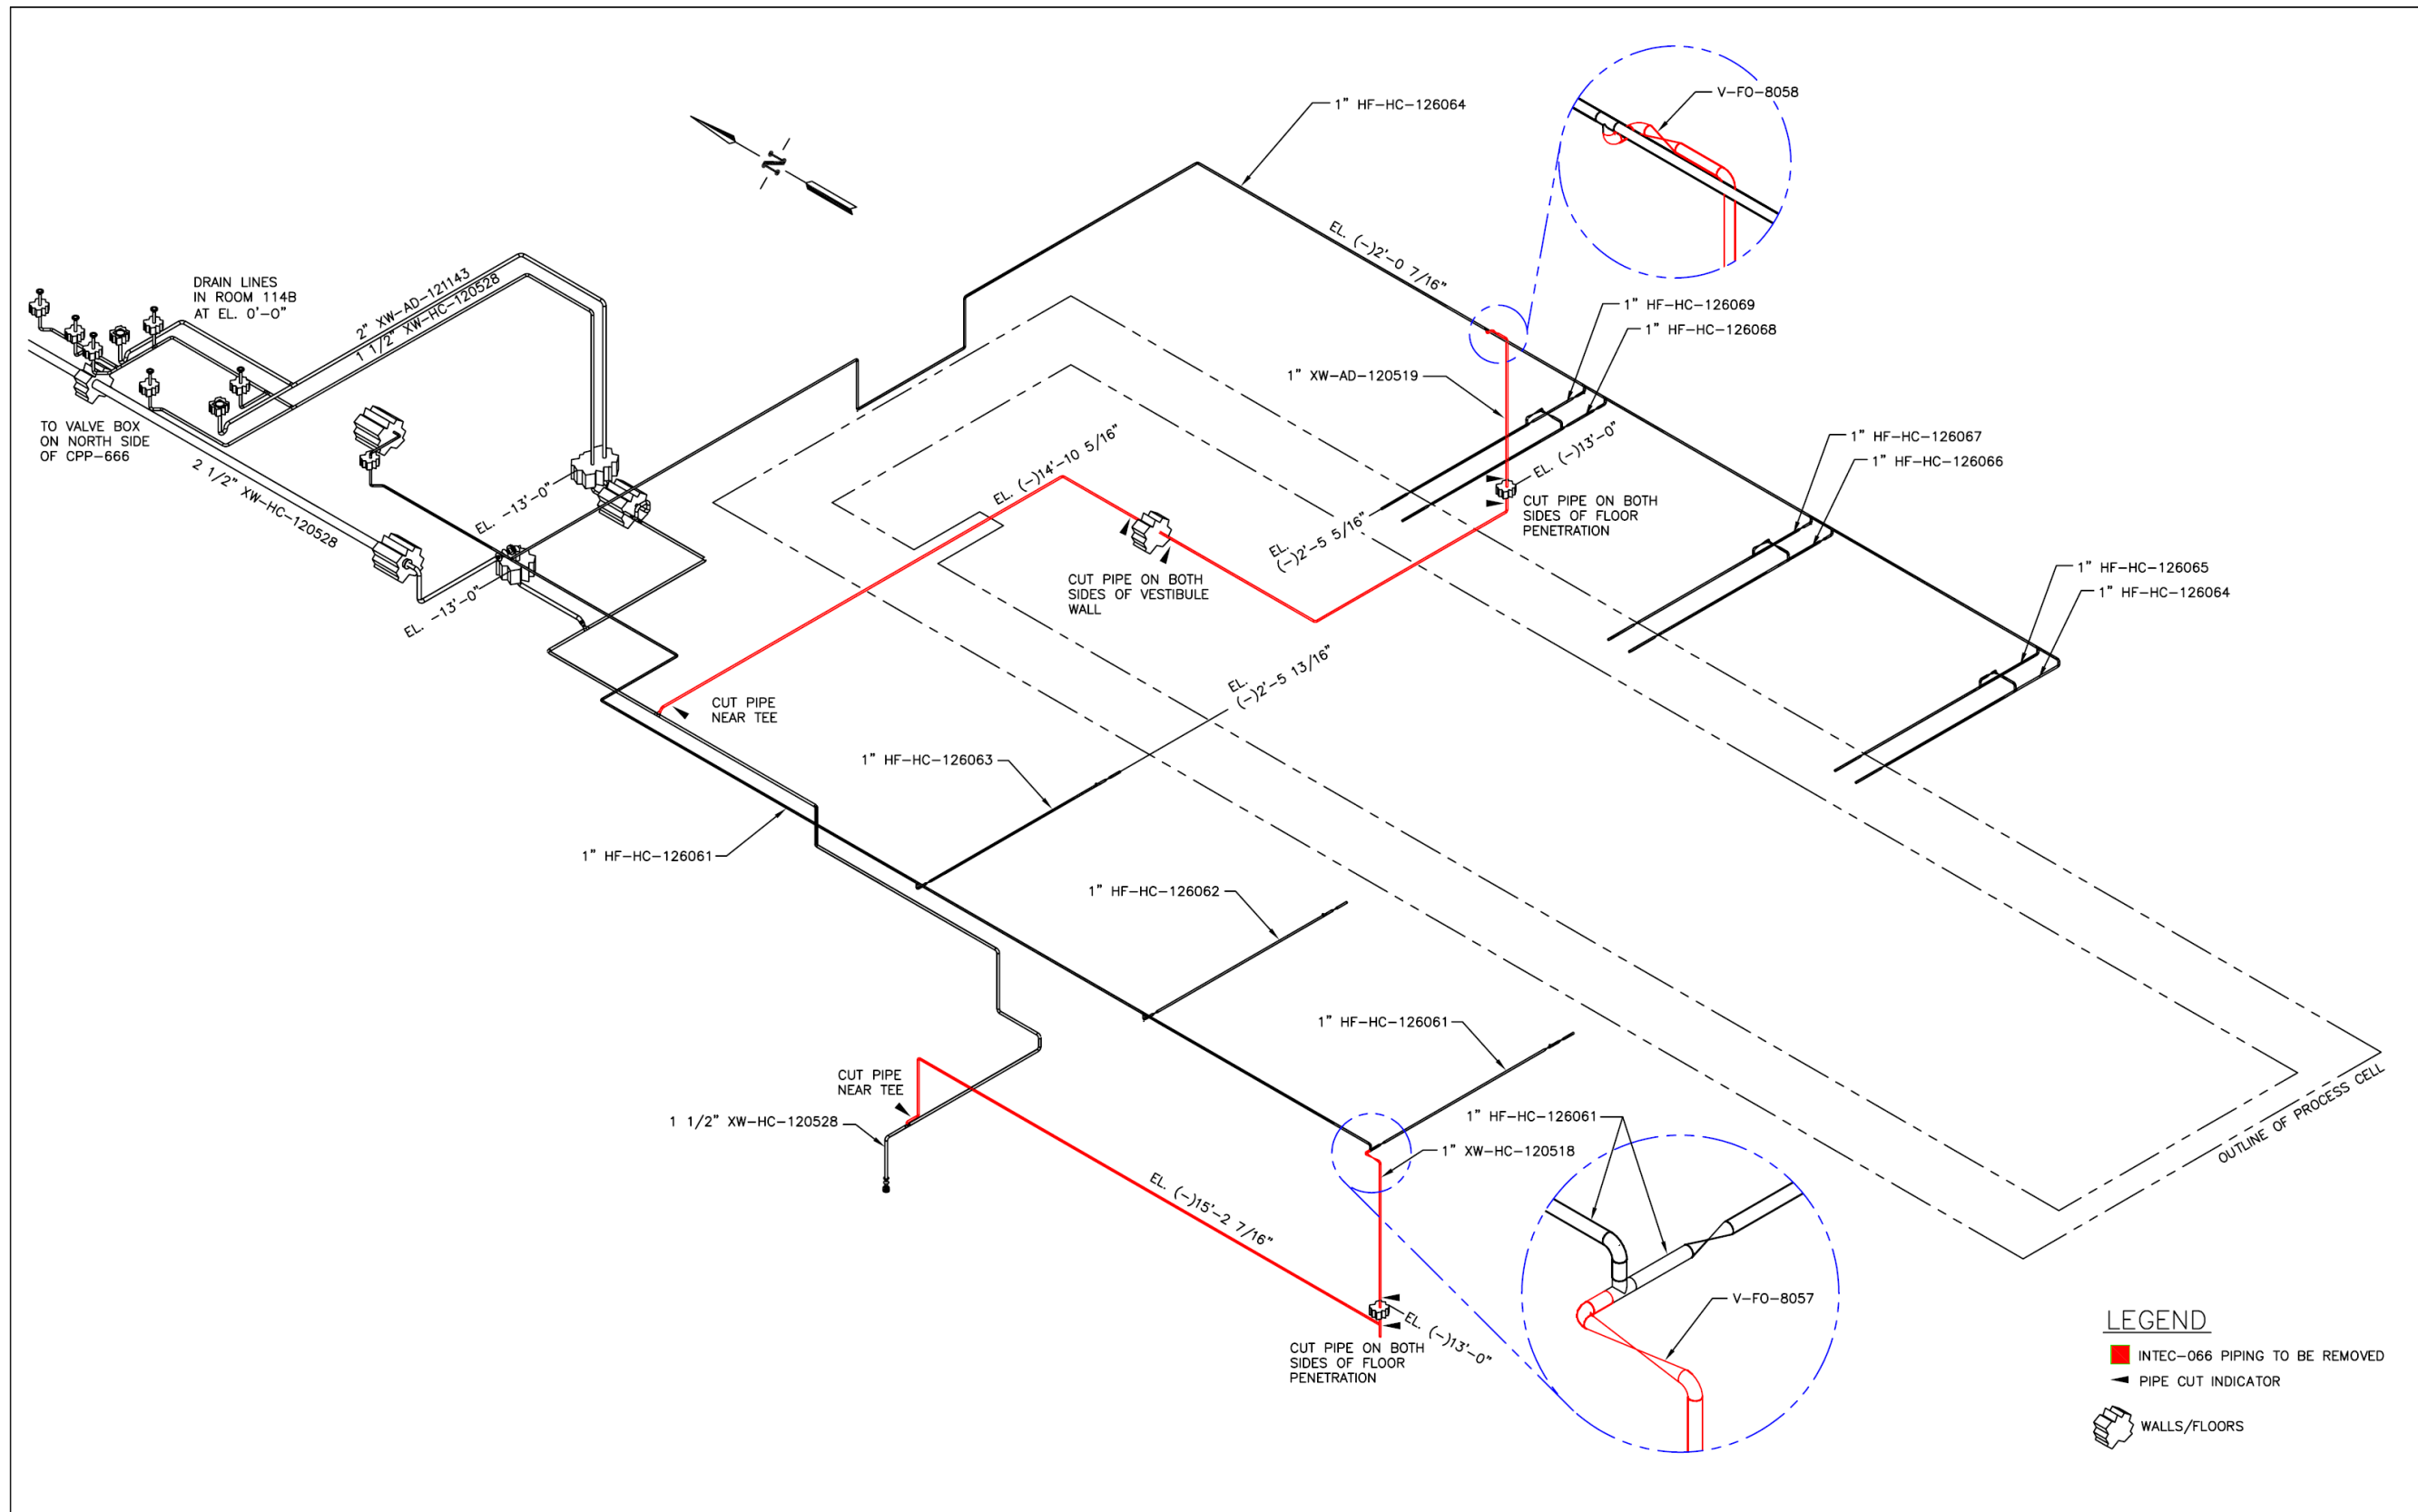 1" HF-HC-126064
V-FO-8058
N
DRAIN LINES
IN ROOM 114B
AT EL. 0'-0"
2" XW-AD-121143
1 1/2" XW-HC-120528
EL. (-)2'-0 7/16"
1" HF-HC-126069
1" HF-HC-126068
1" XW-AD-120519
TO VALVE BOX
ON NORTH SIDE
OF CPP-666
2 1/2" XW-HC-120528
EL. -13'-0"
EL. -13'-0"
EL. (-)14'-10 5/16"
EL. (-)13'-0"
1" HF-HC-126067
1" HF-HC-126066
CUT PIPE ON BOTH
SIDES OF FLOOR
PENETRATION
EL.
(-)2'-5 5/16"
CUT PIPE ON BOTH
SIDES OF VESTIBULE
WALL
1" HF-HC-126065
1" HF-HC-126064
EL.
(-)2'-5 13/16"
CUT PIPE
NEAR TEE
1" HF-HC-126063
1" HF-HC-126061
1" HF-HC-126062
1" HF-HC-126061
CUT PIPE
NEAR TEE
1 1/2" XW-HC-120528
1" HF-HC-126061
1" XW-HC-120518
OUTLINE OF PROCESS CELL
EL. (-)15'-2 7/16"
V-FO-8057
EL. (-)13'-0"
CUT PIPE ON BOTH
SIDES OF FLOOR
PENETRATION
LEGEND
INTEC-066 PIPING TO BE REMOVED
PIPE CUT INDICATOR
WALLS/FLOORS